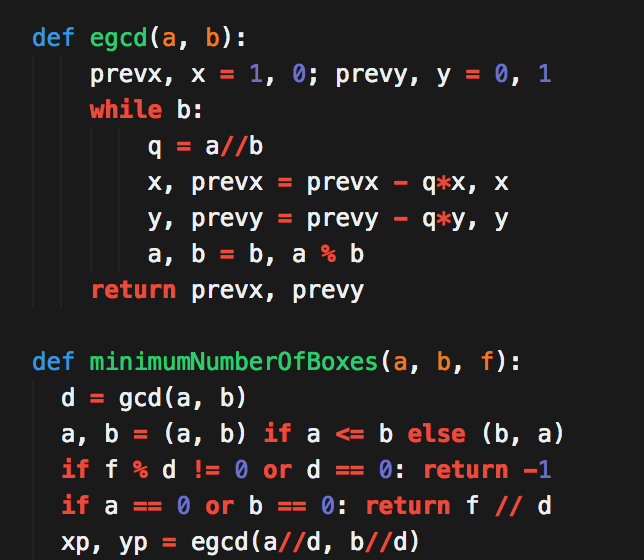 def egcd(a, b):
    prevx, x = 1, 0; prevy, y = 0, 1
    while b:
        q = a//b
        x, prevx = prevx - q*x, x
        y, prevy = prevy - q*y, y
        a, b = b, a % b
    return prevx, prevy

def minimumNumberOfBoxes(a, b, f):
  d = gcd(a, b)
  a, b = (a, b) if a <= b else (b, a)
  if f % d != 0 or d == 0: return -1
  if a == 0 or b == 0: return f // d
  xp, yp = egcd(a//d, b//d)